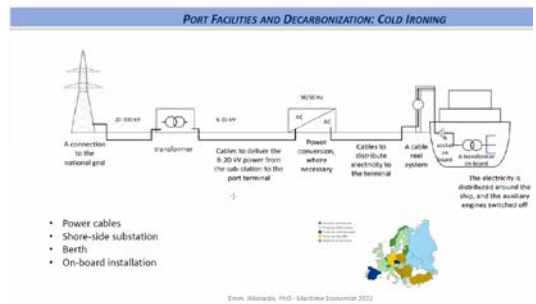 PORT FACILITIES AND DECARBONIZATION: COLD IRONING
50/60 Hz
20-100 kV
6-20 kV
AC
AC
A connection
to the
national grid
transformer
Cables to deliver the
6-20 kV power from
the sub-station to the
port terminal
Power
conversion,
where
necessary
Cables to
distribute
electricity to
the terminal
A cable
reel
system
A
socket
on
board
A transformer
on board
The electricity is
distributed around the
ship, and the auxiliary
engines switched off
• Power cables
• Shore-side substation
• Berth
• On-board installation
PhD - Maritime Economist 2022